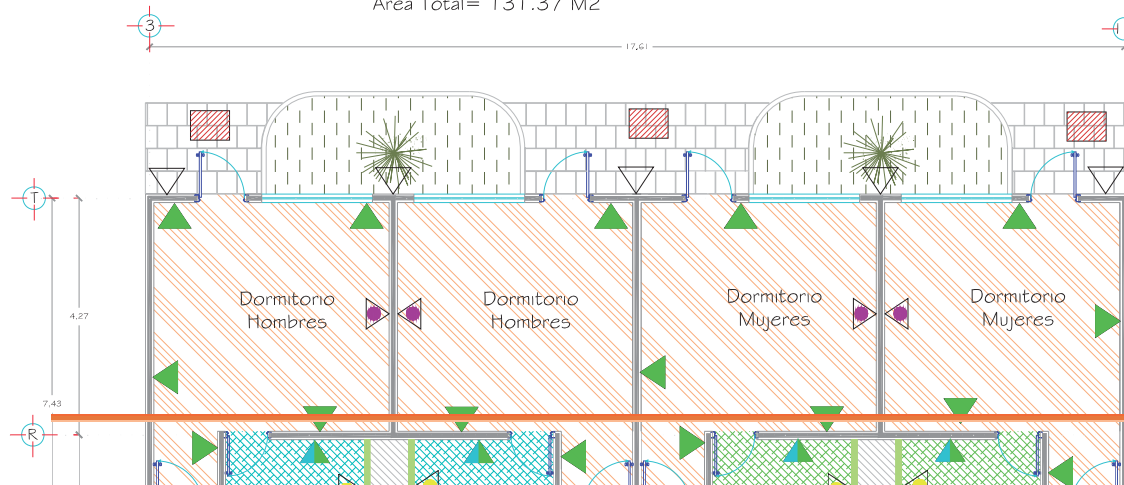 Area Total= 131.37 M2
3
17.61
T
Dormitorio
Hombres
Dormitorio
Hombres
Dormitorio
Mujeres
Dormitorio
Mujeres
4.27
7.43
R